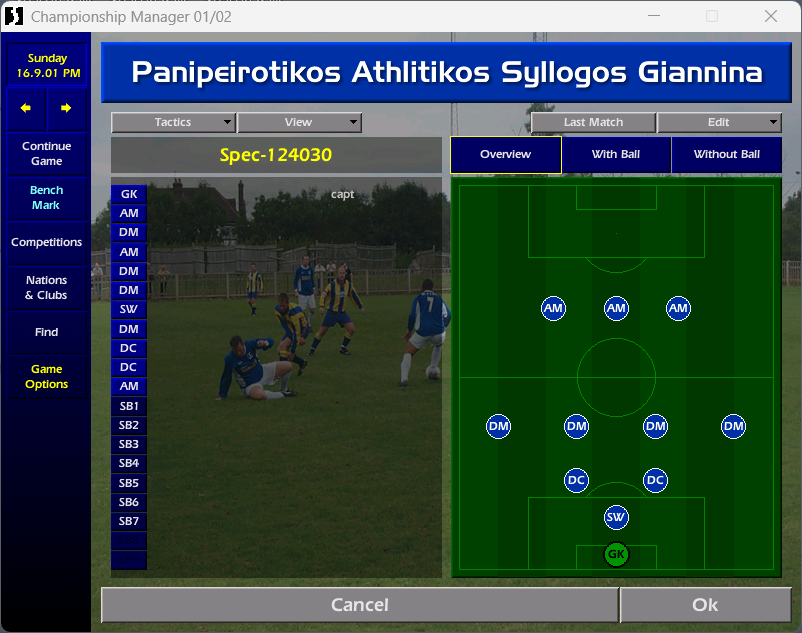 Championship Manager 01/02
Sunday
16.9.01 PM
Continue
Game
Bench
Mark
Competitions
Nations
& Clubs
Find
Game
Options
Panipeirotikos Athlitikos Syllogos Giannina
Tactics
View
Last Match
Edit
Spec-124030
Overview
With Ball
Without Ball
GK capt
AM
DM
AM
DM
DM
SW
DM
DC
DC
AM
SB1
SB2
SB3
SB4
SB5
SB6
SB7
7
AM AM AM
DM DM DM DM
DC DC
SW
GK
Cancel
Ok